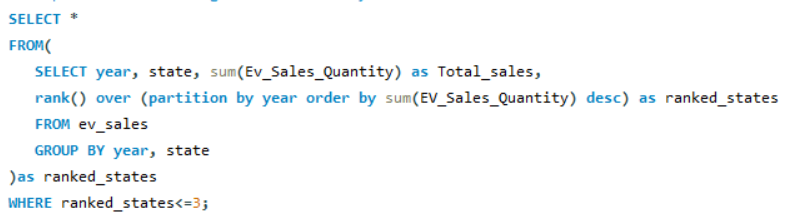 SELECT *
FROM(
SELECT year, state, sum(Ev_Sales_Quantity) as Total_sales,
rank() over (partition by year order by sum(EV_Sales_Quantity) desc) as ranked_states
FROM ev_sales
GROUP BY year, state
)as ranked_states
WHERE ranked_states<=3;